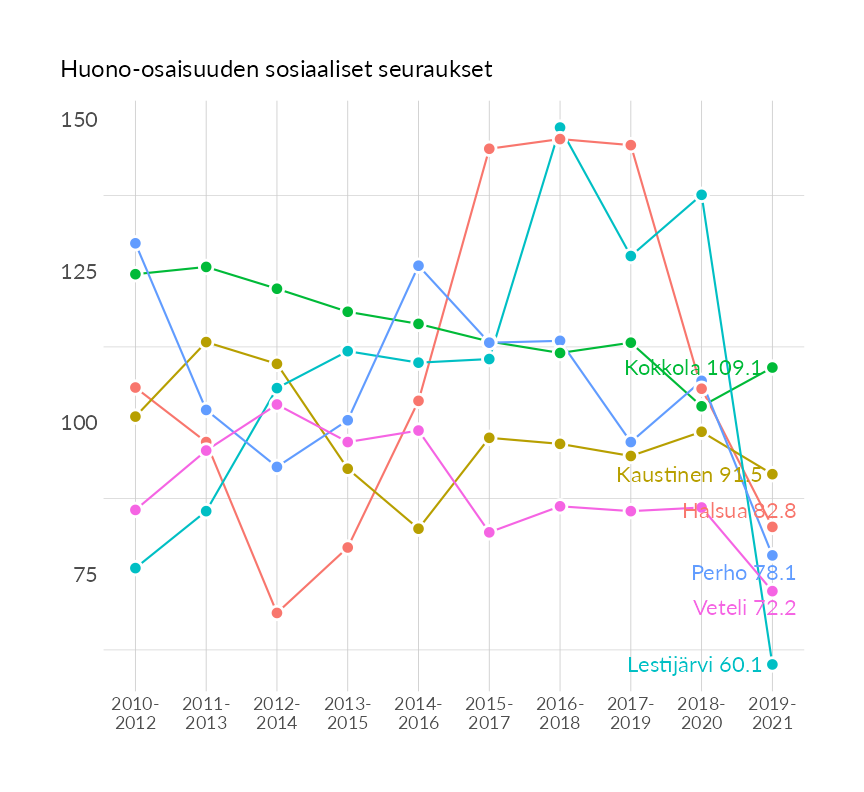 Huono-osaisuuden sosiaaliset seuraukset
150
125
100
75
Kokkola 109.1
Kaustinen 91.5
Halsua 82.8
Perho 78.1
Veteli 72.2
Lestijärvi 60.1
2010- 2011- 2012- 2013- 2014- 2015- 2016- 2017- 2018- 2019-
2012 2013 2014 2015 2016 2017 2018 2019 2020 2021